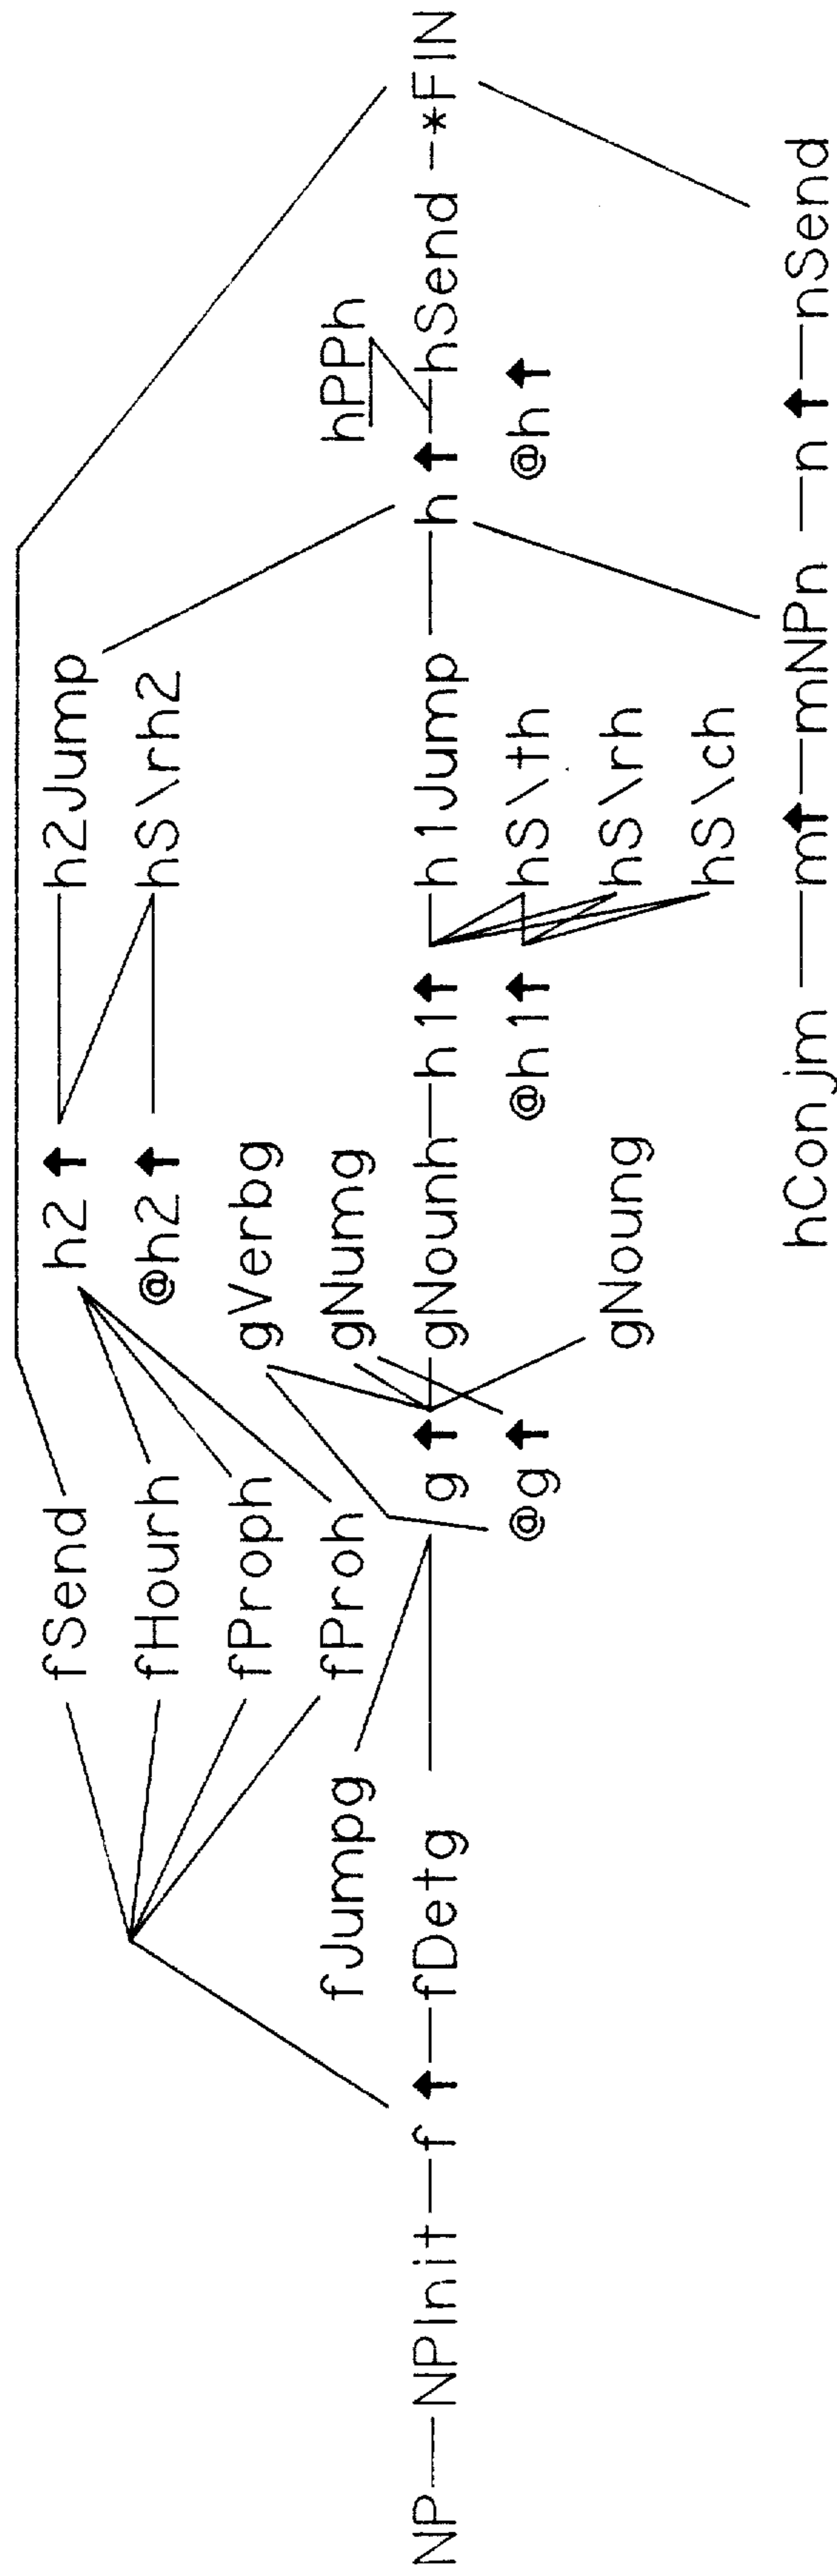 fSend h2↑ h2Jump
fHourh @h2↑ hS\rh2
fProph gVerbg
fJumpg fProh gNumg hPPh
NP—NPInit—f↑—fDetg—g↑—gNounh—h1↑—h1Jump—h↑—hSend—*FIN
@g↑ @h1↑ hS\th @h↑
gNoung hS\rh
hS\ch
hConjm—m↑—mNPn—n↑—nSend